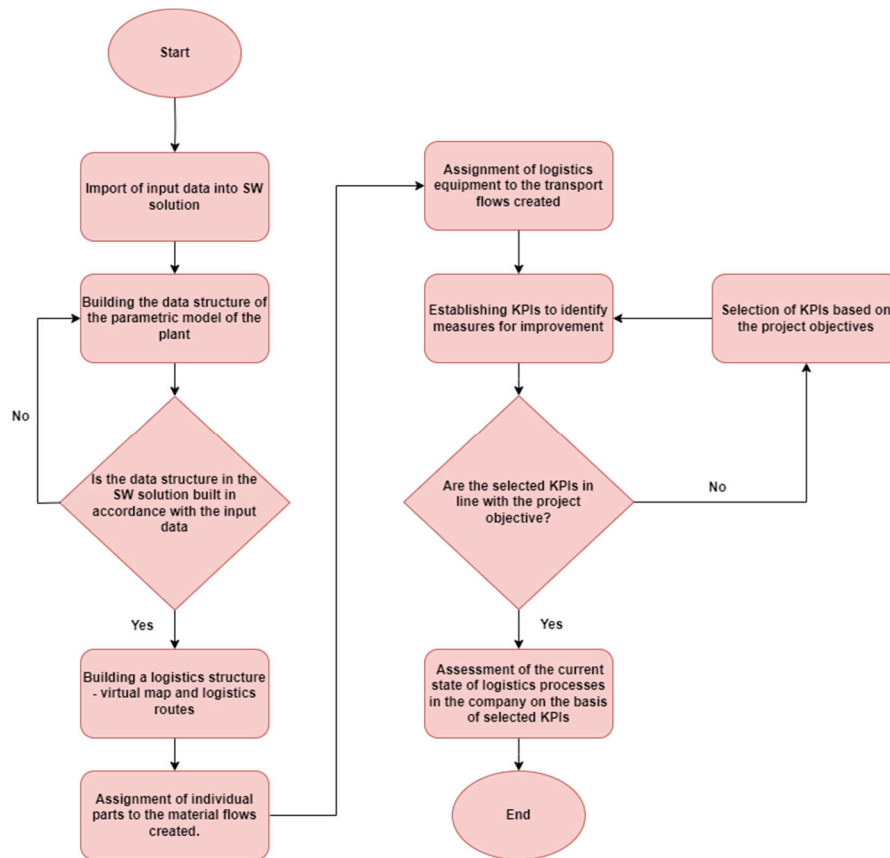 Start
Import of input data into SW
solution
Building the data structure of
the parametric model of the
plant
No
Is the data structure in the
SW solution built in
accordance with the input
data
Yes
Building a logistics structure
- virtual map and logistics
routes
Assignment of individual
parts to the material flows
created.
Assignment of logistics
equipment to the transport
flows created
Establishing KPIs to identify
measures for improvement
Selection of KPIs based on
the project objectives
Are the selected KPIs in
line with the project
objective?
No
Yes
Assessment of the current
state of logistics processes
in the company on the basis
of selected KPIs
End